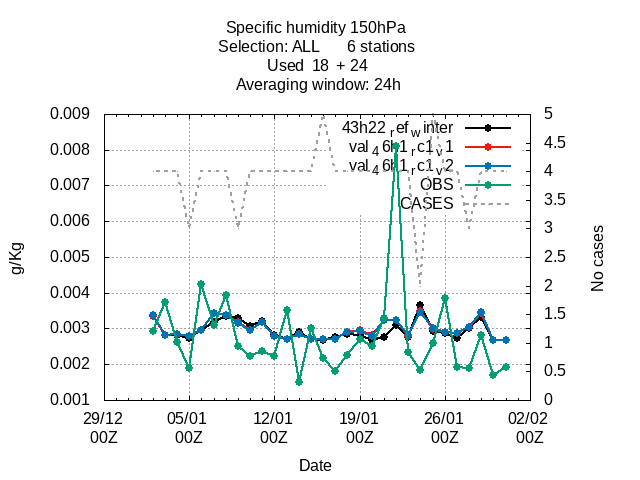 Specific humidity 150hPa
Selection: ALL      6 stations
Used  18  + 24
Averaging window: 24h
0.009
0.008
0.007
0.006
0.005
0.004
0.003
0.002
0.001
5
4.5
4
3.5
3
2.5
2
1.5
1
0.5
0
43h22refwinter
val46h1rc1v1
val46h1rc1v2
OBS
CASES
g/Kg
No cases
29/12 05/01 12/01 19/01 26/01 02/02
00Z 00Z 00Z 00Z 00Z 00Z
Date